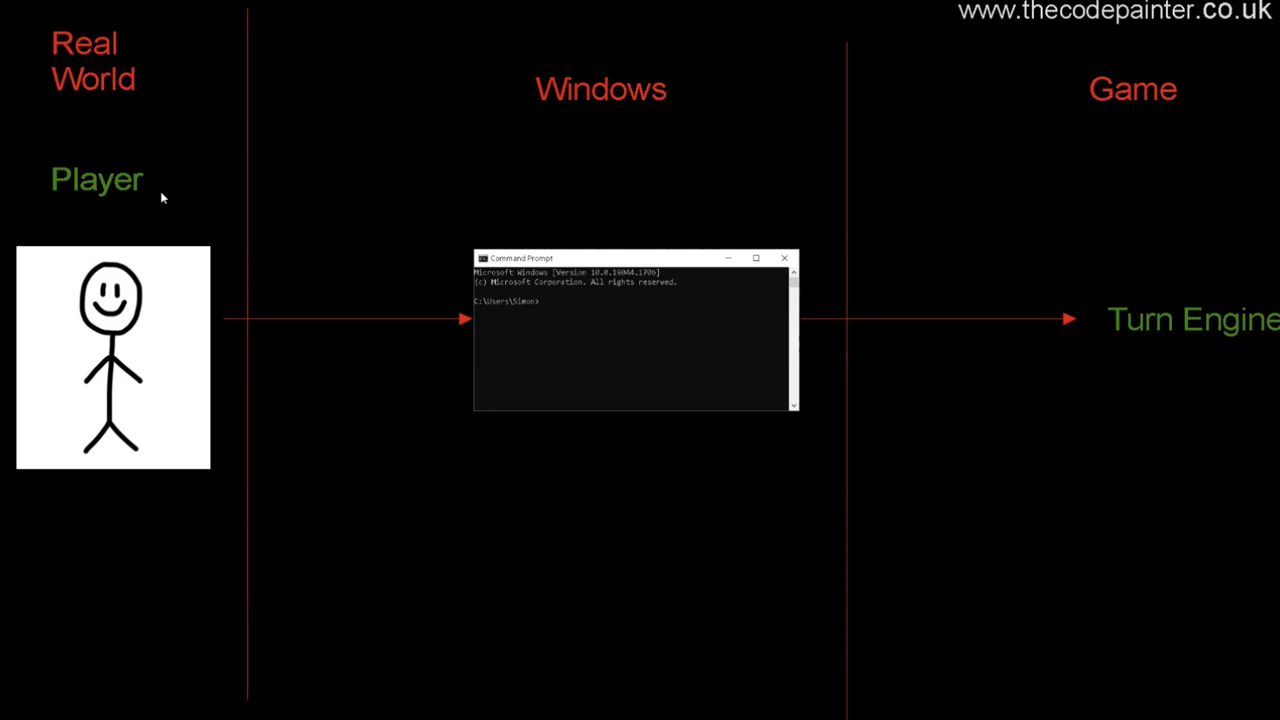 www.thecodepainter.co.uk
Real
World
Windows
Game
Player
Command Prompt
Microsoft Windows [Version 10.0.19044.1706]
(c) Microsoft Corporation. All rights reserved.
C:\Users\Simon>
Turn Engine